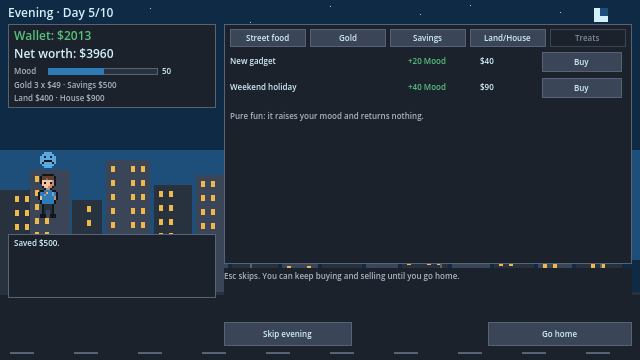 Evening · Day 5/10
Wallet: $2013
Net worth: $3960
Mood 50
Gold 3 x $49 · Savings $500
Land $400 · House $900
Street food Gold Savings Land/House Treats
New gadget +20 Mood $40 Buy
Weekend holiday +40 Mood $90 Buy
Pure fun: it raises your mood and returns nothing.
Saved $500.
Esc skips. You can keep buying and selling until you go home.
Skip evening Go home